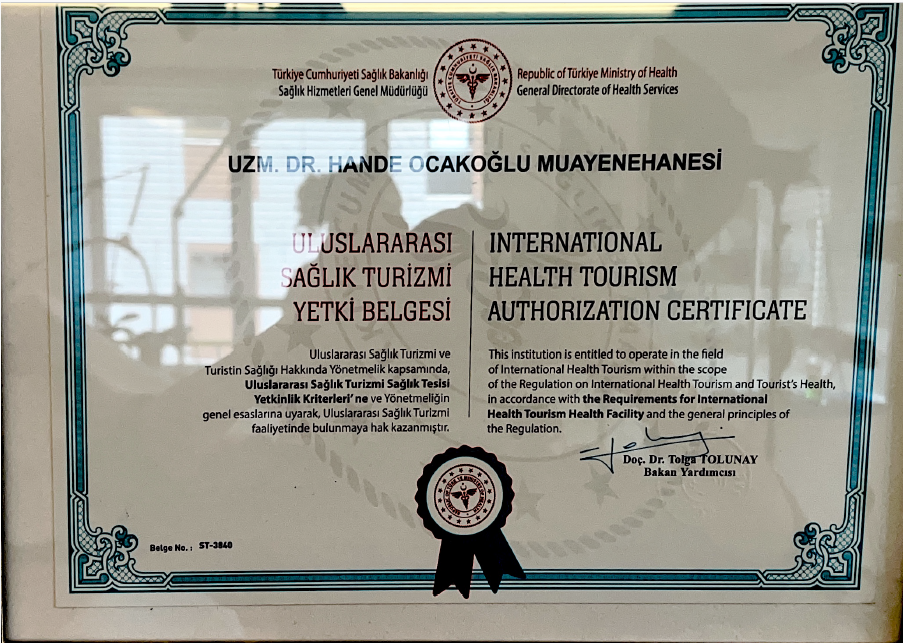 Türkiye Cumhuriyeti Sağlık Bakanlığı
Sağlık Hizmetleri Genel Müdürlüğü
Republic of Türkiye Ministry of Health
General Directorate of Health Services
UZM. DR. HANDE OCAKOĞLU MUAYENEHANESİ
ULUSLARARASI
SAĞLIK TURİZMİ
YETKİ BELGESİ
Uluslararası Sağlık Turizmi ve
Turistin Sağlığı Hakkında Yönetmelik kapsamında,
Uluslararası Sağlık Turizmi Sağlık Tesisi
Yetkinlik Kriterleri' ne ve Yönetmeliğin
genel esaslarına uyarak, Uluslararası Sağlık Turizmi
faaliyetinde bulunmaya hak kazanmıştır.
INTERNATIONAL
HEALTH TOURISM
AUTHORIZATION CERTIFICATE
This institution is entitled to operate in the field
of International Health Tourism within the scope
of the Regulation on International Health Tourism and Tourist's Health,
in accordance with the Requirements for International
Health Tourism Health Facility and the general principles of
the Regulation.
Doç. Dr. Tolga TOLUNAY
Bakan Yardımcısı
Belge No. : ST-3840